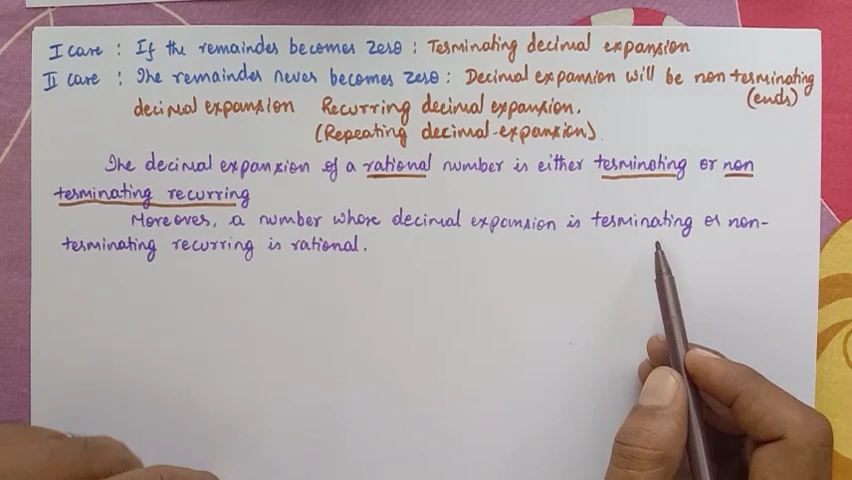 I case : If the remainder becomes zero : Terminating decimal expansion
II case : The remainder never becomes zero : Decimal expansion will be non terminating
(ends)
decimal expansion Recurring decimal expansion.
(Repeating decimal-expansion).
The decimal expansion of a rational number is either terminating or non
terminating recurring
Moreover, a number whose decimal expansion is terminating or non-
terminating recurring is rational.